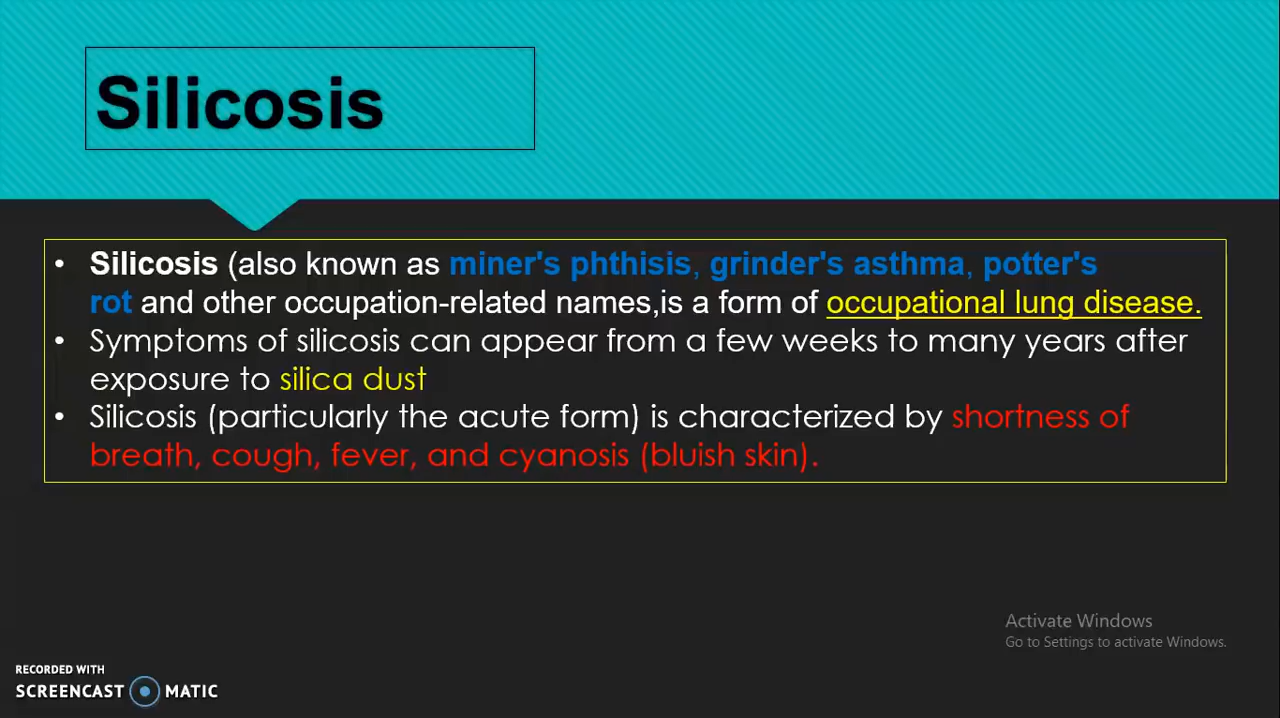 Silicosis
• Silicosis (also known as miner's phthisis, grinder's asthma, potter's
rot and other occupation-related names,is a form of occupational lung disease.
• Symptoms of silicosis can appear from a few weeks to many years after
exposure to silica dust
• Silicosis (particularly the acute form) is characterized by shortness of
breath, cough, fever, and cyanosis (bluish skin).
Activate Windows
Go to Settings to activate Windows.
RECORDED WITH
SCREENCAST MATIC